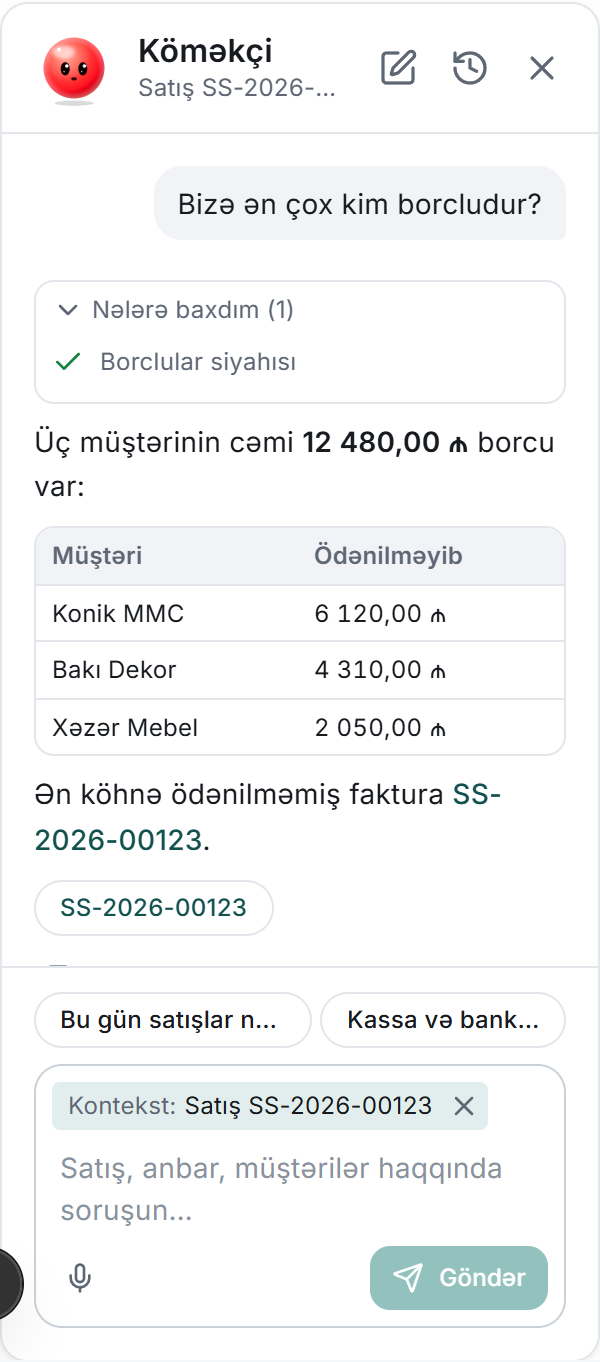 Köməkçi
Satış SS-2026-...
Bizə ən çox kim borcludur?
Nələrə baxdım (1)
Borclular siyahısı
Üç müştərinin cəmi 12 480,00 ₼ borcu
var:
Müştəri Ödənilməyib
Konik MMC 6 120,00 ₼
Bakı Dekor 4 310,00 ₼
Xəzər Mebel 2 050,00 ₼
Ən köhnə ödənilməmiş faktura SS-
2026-00123.
SS-2026-00123
Bu gün satışlar n... Kassa və bank...
Kontekst: Satış SS-2026-00123
Satış, anbar, müştərilər haqqında
soruşun...
Göndər